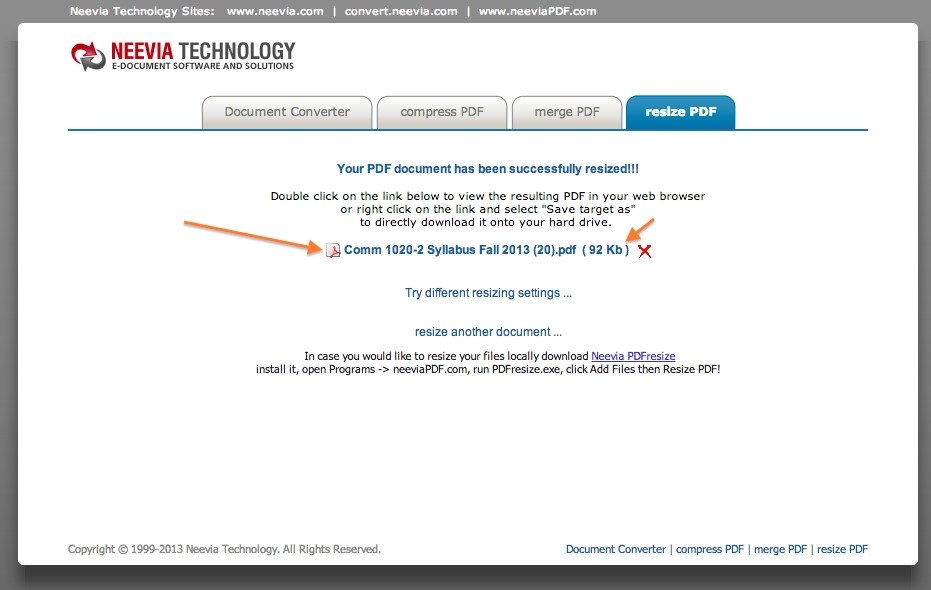 Neevia Technology Sites: www.neevia.com | convert.neevia.com | www.neeviaPDF.com
NEEVIA TECHNOLOGY
E-DOCUMENT SOFTWARE AND SOLUTIONS
Document Converter compress PDF merge PDF resize PDF
Your PDF document has been successfully resized!!!
Double click on the link below to view the resulting PDF in your web browser
or right click on the link and select "Save target as"
to directly download it onto your hard drive.
Comm 1020-2 Syllabus Fall 2013 (20).pdf ( 92 Kb )
Try different resizing settings ...
resize another document ...
In case you would like to resize your files locally download Neevia PDFresize
install it, open Programs -> neeviaPDF.com, run PDFresize.exe, click Add Files then Resize PDF!
Copyright © 1999-2013 Neevia Technology. All Rights Reserved. Document Converter | compress PDF | merge PDF | resize PDF